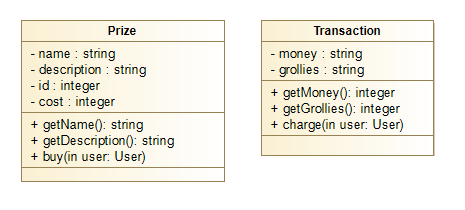 Prize
- name : string
- description : string
- id : integer
- cost : integer
+ getName(): string
+ getDescription(): string
+ buy(in user: User)
Transaction
- money : string
- grollies : string
+ getMoney(): integer
+ getGrollies(): integer
+ charge(in user: User)